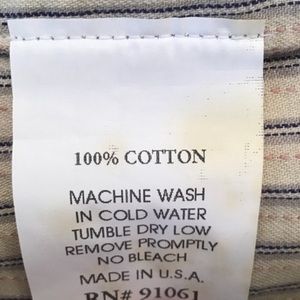 100% COTTON
MACHINE WASH
IN COLD WATER
TUMBLE DRY LOW
REMOVE PROMPTLY
NO BLEACH
MADE IN U.S.A.
RN# 91061